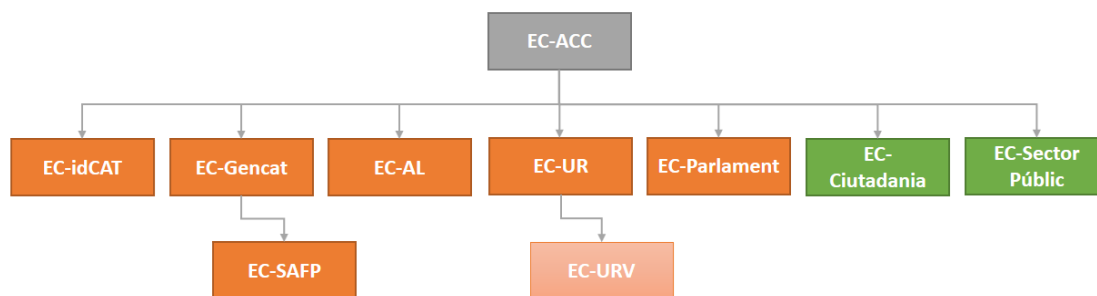 EC-ACC
EC-idCAT
EC-Gencat
EC-AL
EC-UR
EC-Parlament
EC-
Ciutadania
EC-Sector
Públic
EC-SAFP
EC-URV